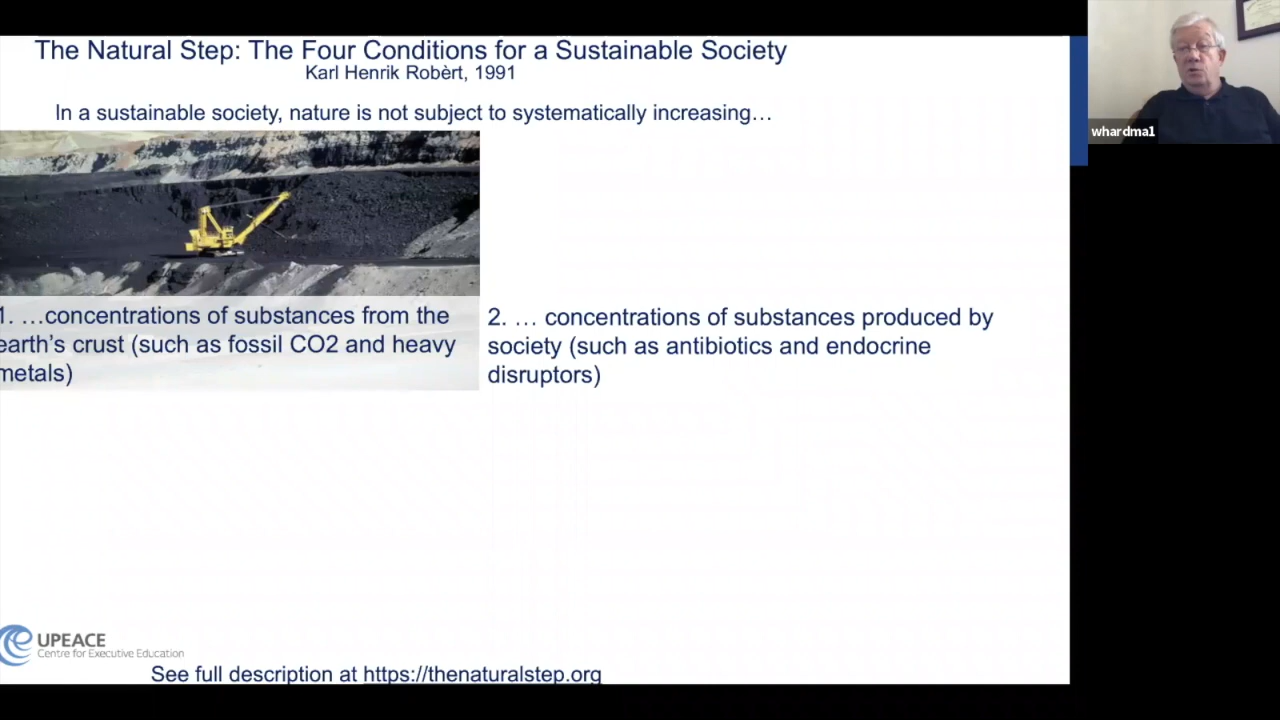 The Natural Step: The Four Conditions for a Sustainable Society
Karl Henrik Robèrt, 1991
In a sustainable society, nature is not subject to systematically increasing…
1. …concentrations of substances from the
earth’s crust (such as fossil CO2 and heavy
metals)
2. … concentrations of substances produced by
society (such as antibiotics and endocrine
disruptors)
UPEACE
Centre for Executive Education
See full description at https://thenaturalstep.org
whardma1